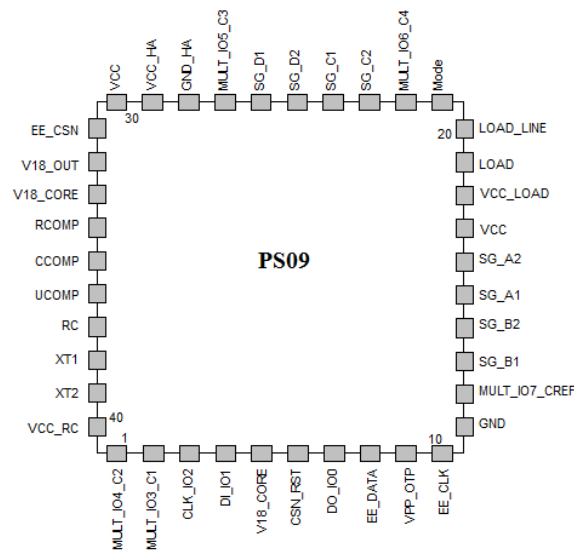 VCC
VCC_HA
GND_HA
MULT_IO5_C3
SG_D1
SG_D2
SG_C1
SG_C2
MULT_IO6_C4
Mode
30
20
EE_CSN
V18_OUT
V18_CORE
RCOMP
CCOMP
UCOMP
RC
XT1
XT2
VCC_RC
PS09
LOAD_LINE
LOAD
VCC_LOAD
VCC
SG_A2
SG_A1
SG_B2
SG_B1
MULT_IO7_CREF
GND
40
1
10
MULT_IO4_C2
MULT_IO3_C1
CLK_IO2
DI_IO1
V18_CORE
CSN_RST
DO_IO0
EE_DATA
VPP_OTP
EE_CLK